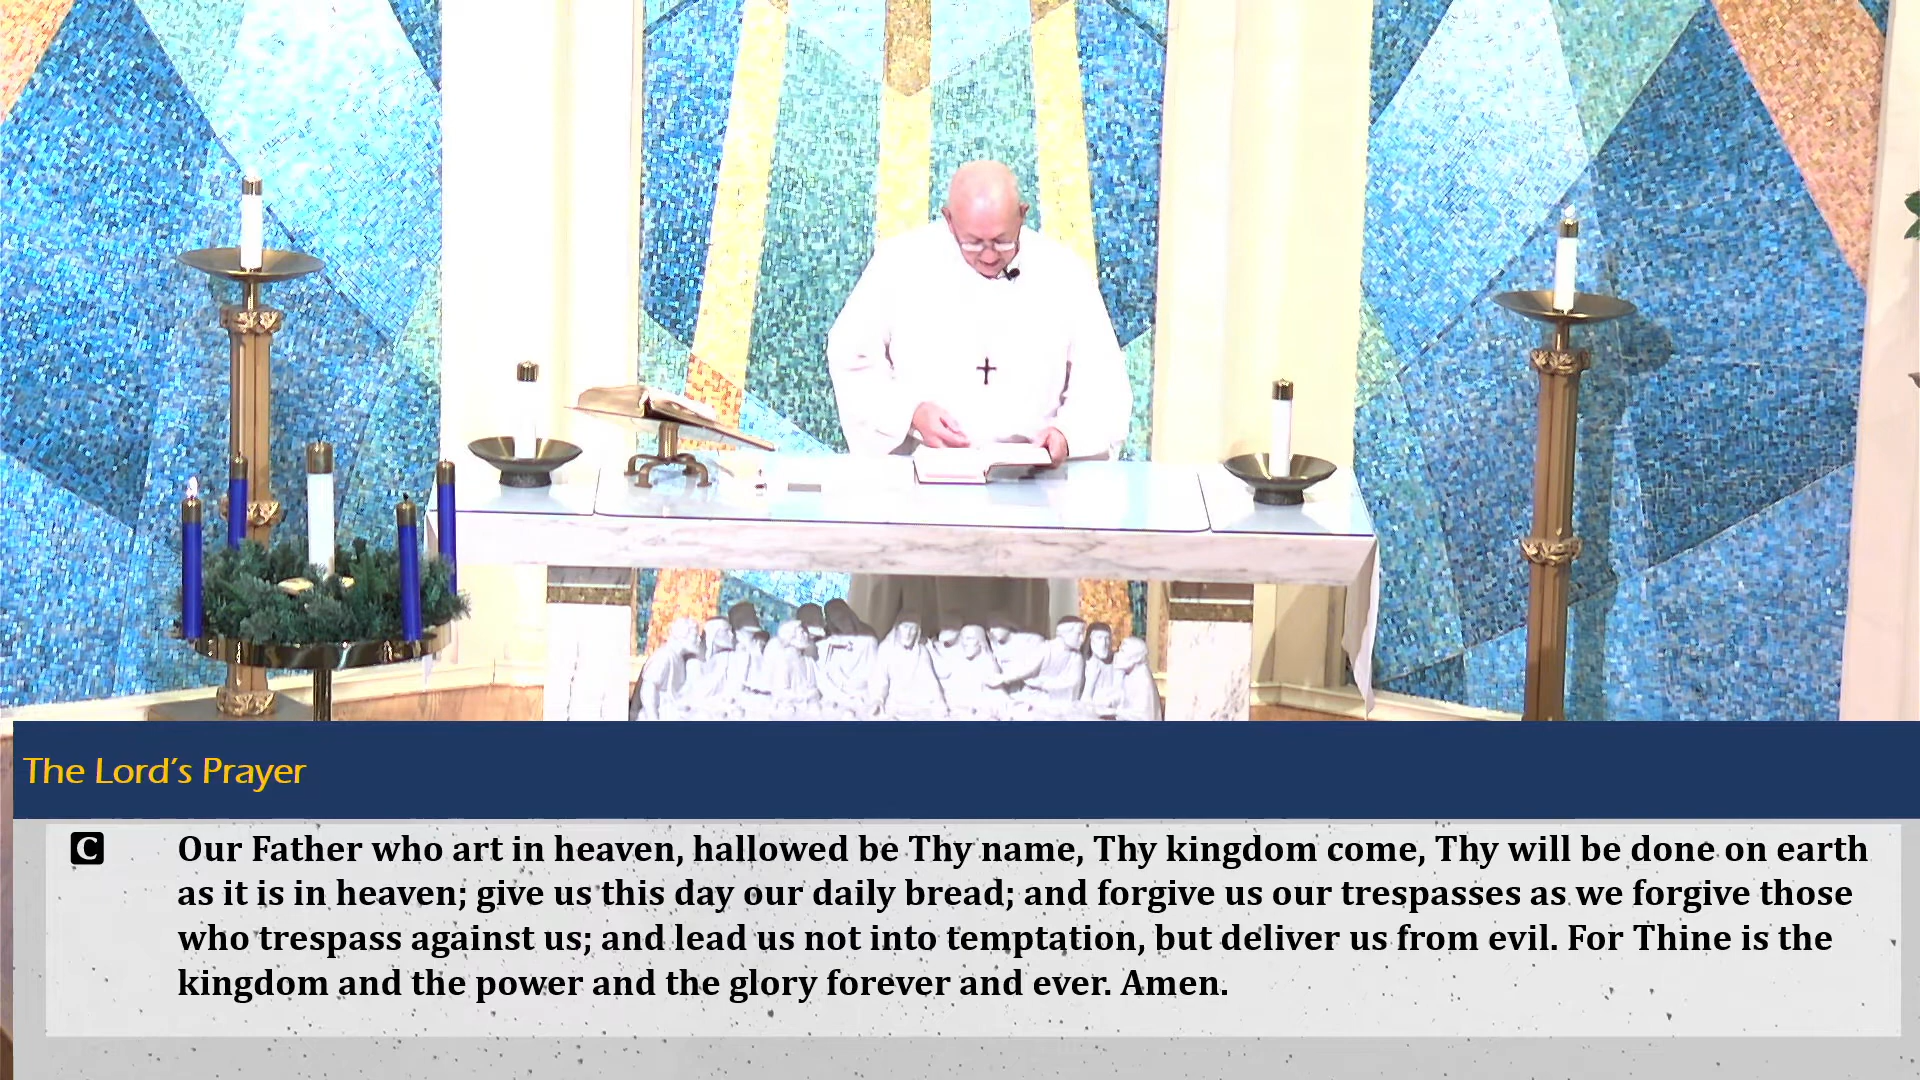 The Lord's Prayer
C Our Father who art in heaven, hallowed be Thy name, Thy kingdom come, Thy will be done on earth
as it is in heaven; give us this day our daily bread; and forgive us our trespasses as we forgive those
who trespass against us; and lead us not into temptation, but deliver us from evil. For Thine is the
kingdom and the power and the glory forever and ever. Amen.